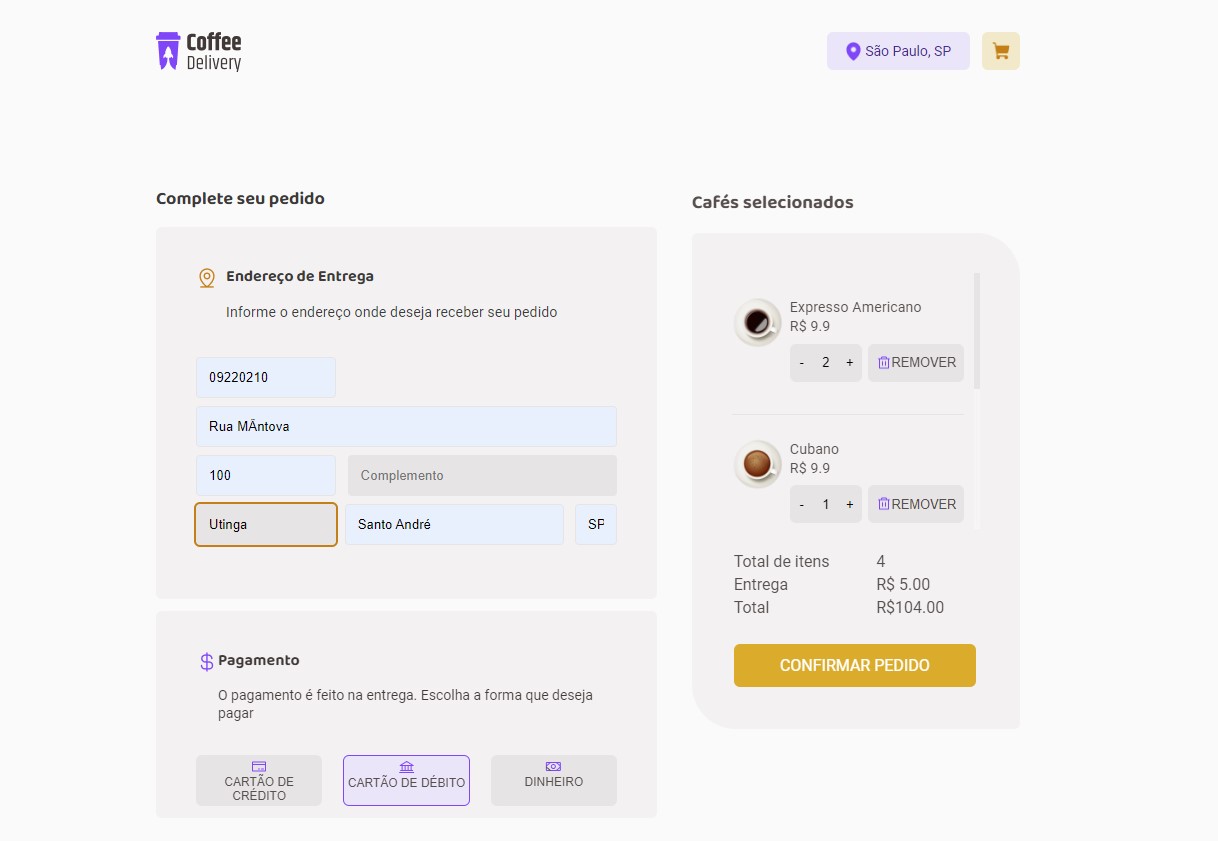 Coffee
Delivery
São Paulo, SP
Complete seu pedido
Endereço de Entrega
Informe o endereço onde deseja receber seu pedido
09220210
Rua MÃntova
100
Complemento
Utinga
Santo André
SP
Pagamento
O pagamento é feito na entrega. Escolha a forma que deseja
pagar
CARTÃO DE
CRÉDITO
CARTÃO DE DÉBITO
DINHEIRO
Cafés selecionados
Expresso Americano
R$ 9.9
- 2 +
REMOVER
Cubano
R$ 9.9
- 1 +
REMOVER
Total de itens 4
Entrega R$ 5.00
Total R$104.00
CONFIRMAR PEDIDO